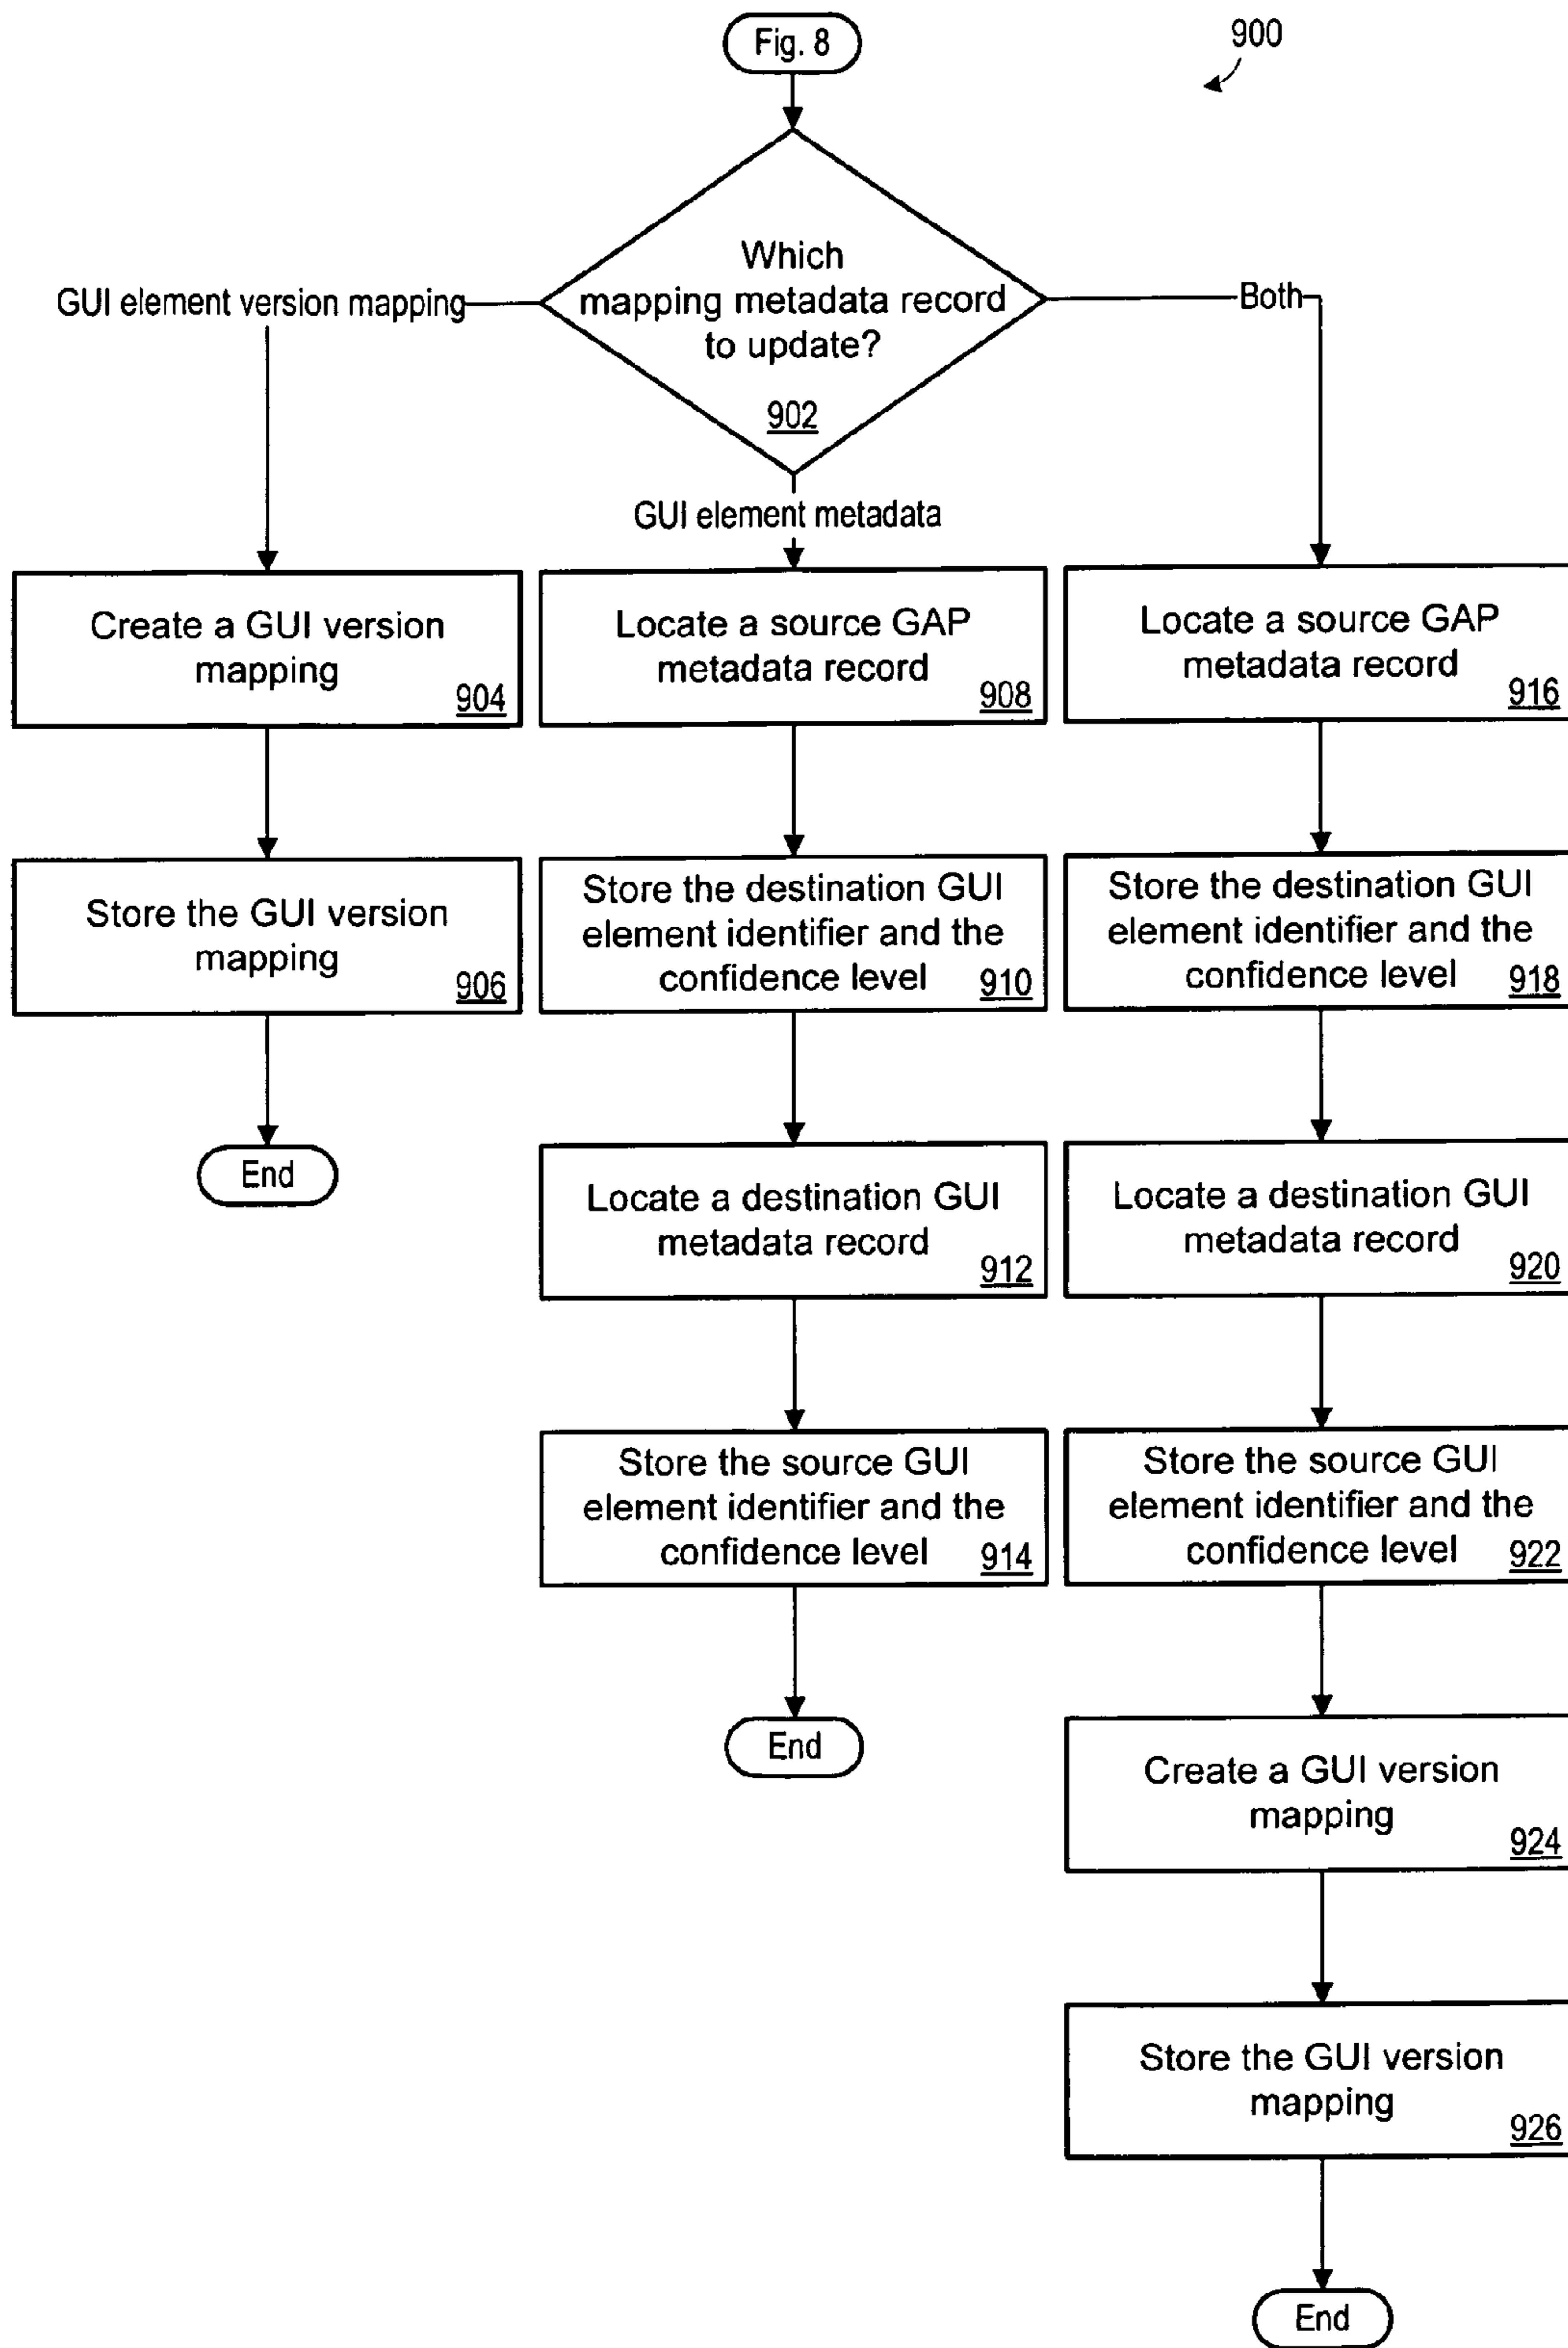 Fig. 8
900
Which
mapping metadata record
to update?
902
GUI element version mapping
Both
GUI element metadata
Create a GUI version
mapping
904
Locate a source GAP
metadata record
908
Locate a source GAP
metadata record
916
Store the GUI version
mapping
906
Store the destination GUI
element identifier and the
confidence level
910
Store the destination GUI
element identifier and the
confidence level
918
End
Locate a destination GUI
metadata record
912
Locate a destination GUI
metadata record
920
Store the source GUI
element identifier and the
confidence level
914
Store the source GUI
element identifier and the
confidence level
922
End
Create a GUI version
mapping
924
Store the GUI version
mapping
926
End